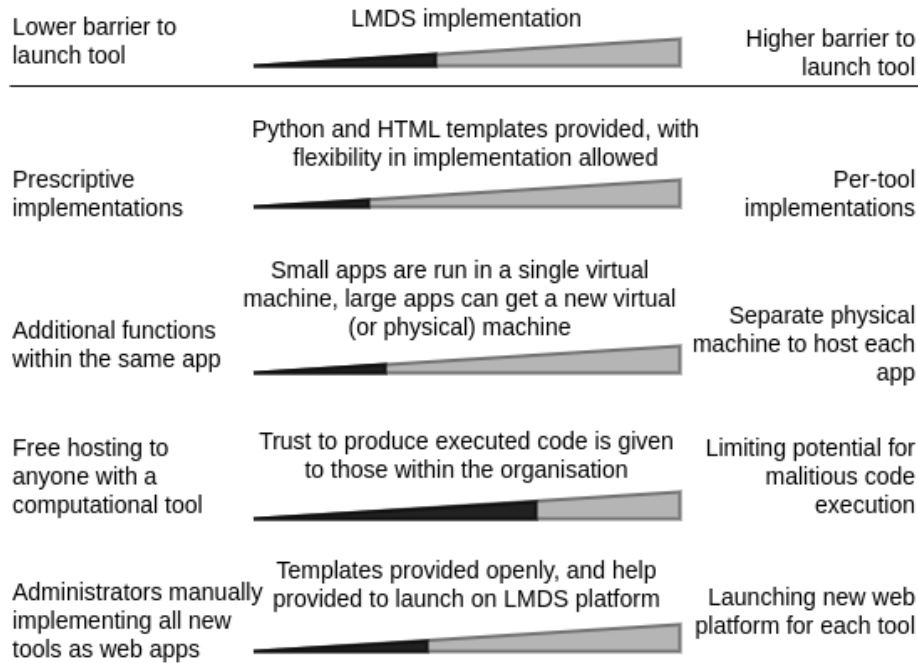 Lower barrier to
launch tool
LMDS implementation
Higher barrier to
launch tool
Prescriptive
implementations
Python and HTML templates provided, with
flexibility in implementation allowed
Per-tool
implementations
Additional functions
within the same app
Small apps are run in a single virtual
machine, large apps can get a new virtual
(or physical) machine
Separate physical
machine to host each
app
Free hosting to
anyone with a
computational tool
Trust to produce executed code is given
to those within the organisation
Limiting potential for
malitious code
execution
Administrators manually
implementing all new
tools as web apps
Templates provided openly, and help
provided to launch on LMDS platform
Launching new web
platform for each tool